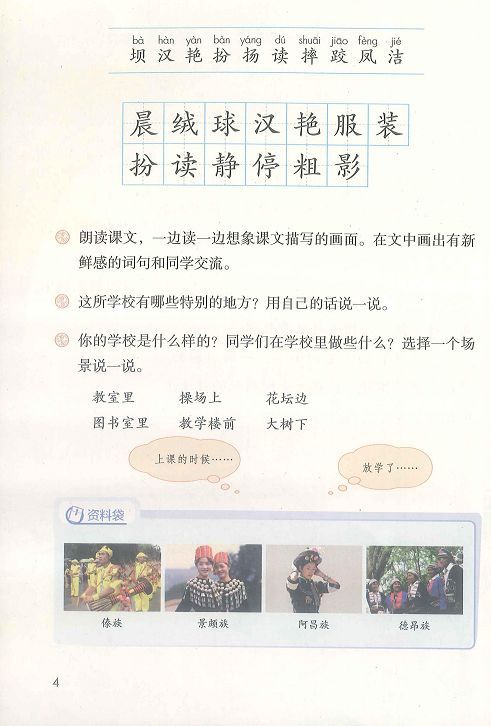 bà hàn yàn bàn yáng dú shuāi jiāo fèng jié
坝 汉 艳 扮 扬 读 摔 跤 凤 洁
晨 绒 球 汉 艳 服 装
扮 读 静 停 粗 影
朗读课文，一边读一边想象课文描写的画面。在文中画出有新
鲜感的词句和同学交流。
这所学校有哪些特别的地方？用自己的话说一说。
你的学校是什么样的？同学们在学校里做些什么？选择一个场
景说一说。
教室里 操场上 花坛边
图书室里 教学楼前 大树下
上课的时候……
放学了……
资料袋
傣族 景颇族 阿昌族 德昂族
4